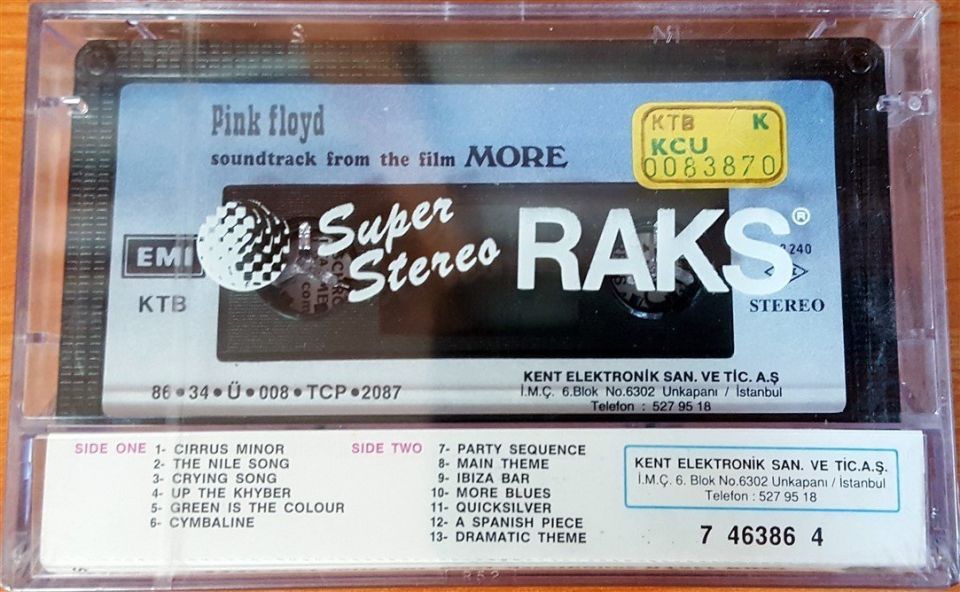 Pink floyd
soundtrack from the film MORE
KTB K
KCU
0083870
Super
Stereo
RAKS®
EMI
KTB
240
STEREO
86•34•Ü•008•TCP•2087
KENT ELEKTRONİK SAN. VE TİC. A.Ş
İ.M.Ç. 6.Blok No.6302 Unkapanı / İstanbul
Telefon : 527 95 18
SIDE ONE 1- CIRRUS MINOR
2- THE NILE SONG
3- CRYING SONG
4- UP THE KHYBER
5- GREEN IS THE COLOUR
6- CYMBALINE
SIDE TWO 7- PARTY SEQUENCE
8- MAIN THEME
9- IBIZA BAR
10- MORE BLUES
11- QUICKSILVER
12- A SPANISH PIECE
13- DRAMATIC THEME
KENT ELEKTRONİK SAN. VE TİC.A.Ş.
İ.M.Ç. 6. Blok No.6302 Unkapanı / İstanbul
Telefon : 527 95 18
7 46386 4